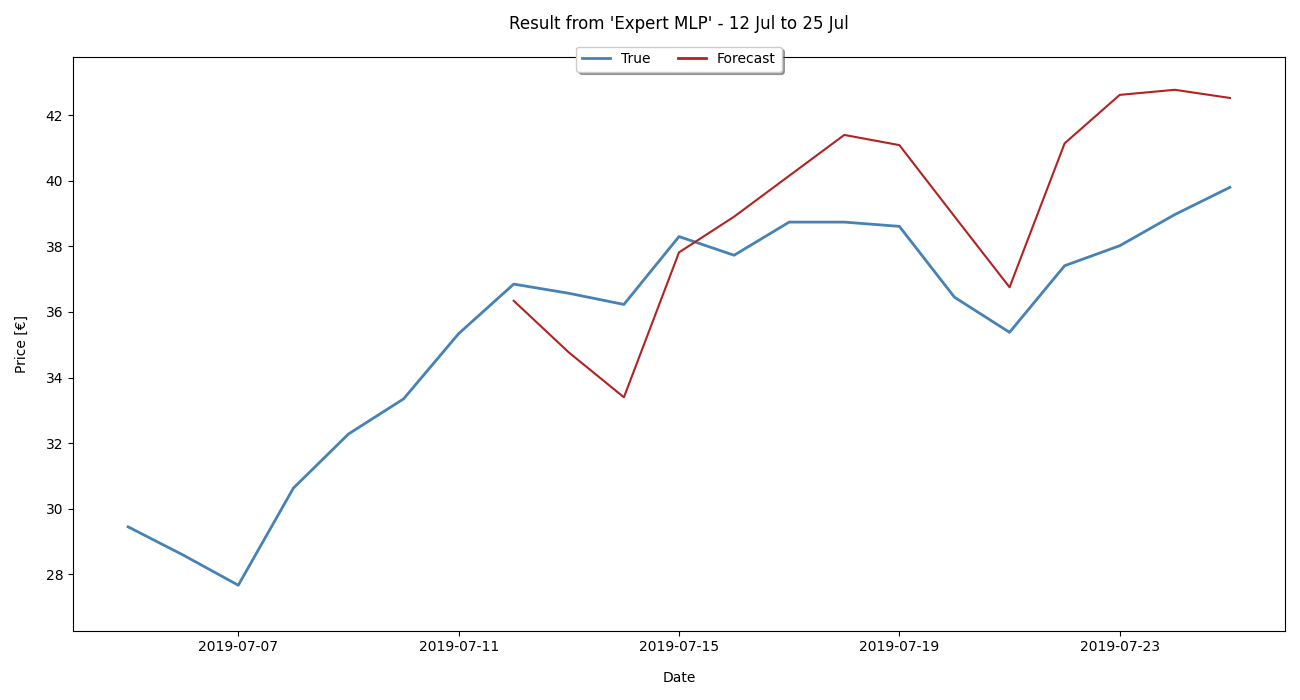 Result from 'Expert MLP' - 12 Jul to 25 Jul
True Forecast
42
40
38
36
34
32
30
28
Price [€]
2019-07-07 2019-07-11 2019-07-15 2019-07-19 2019-07-23
Date